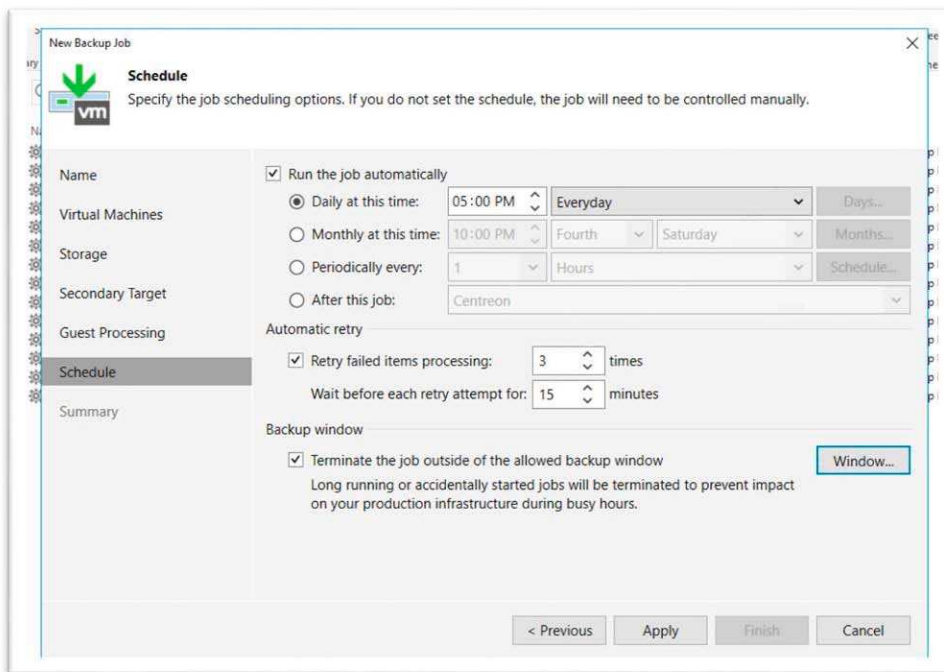 New Backup Job
Schedule
Specify the job scheduling options. If you do not set the schedule, the job will need to be controlled manually.
vm
Name
Virtual Machines
Storage
Secondary Target
Guest Processing
Schedule
Summary
Run the job automatically
Daily at this time: 05:00 PM Everyday Days...
Monthly at this time: 10:00 PM Fourth Saturday Months...
Periodically every: 1 Hours Schedule...
After this job: Centreon
Automatic retry
Retry failed items processing: 3 times
Wait before each retry attempt for: 15 minutes
Backup window
Terminate the job outside of the allowed backup window Window...
Long running or accidentally started jobs will be terminated to prevent impact
on your production infrastructure during busy hours.
< Previous Apply Finish Cancel